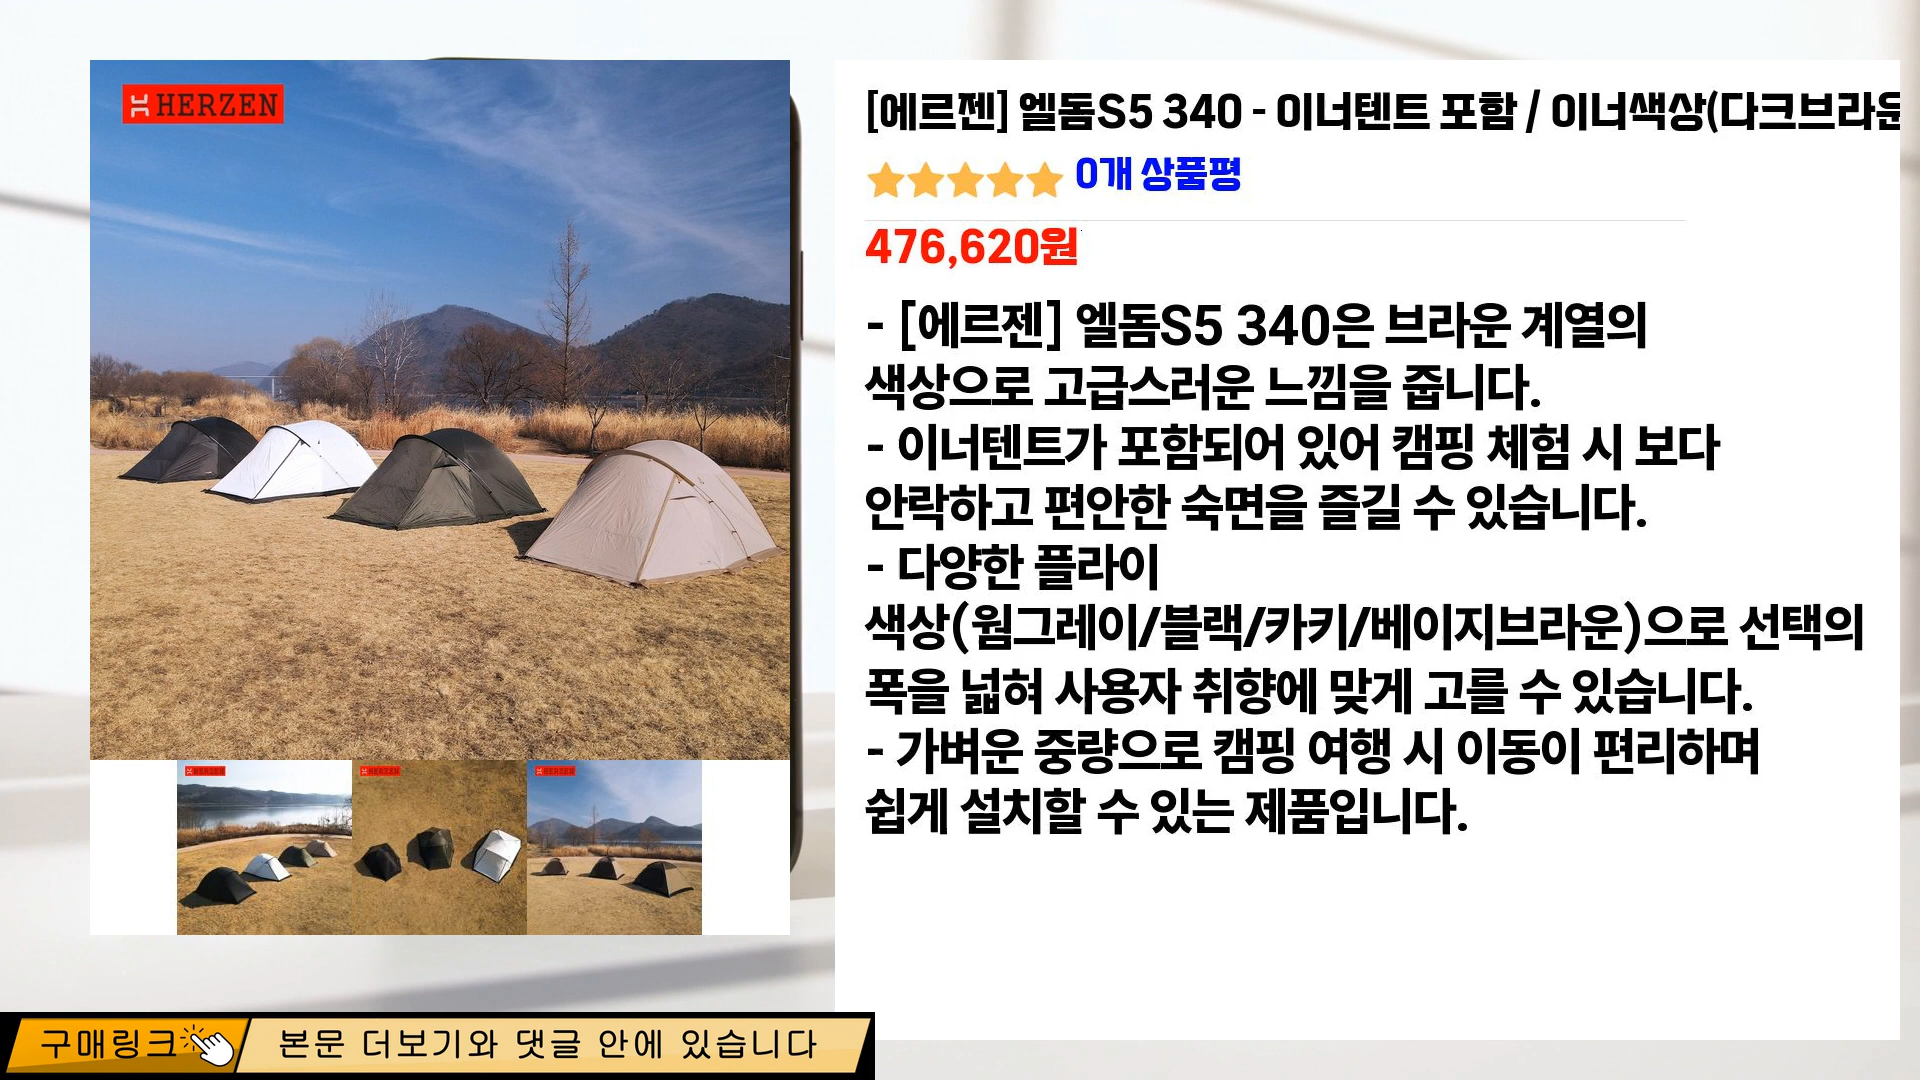 HERZEN
[에르젠] 엘돔S5 340 - 이너텐트 포함 / 이너색상(다크브라운
0개 상품평
476,620원
- [에르젠] 엘돔S5 340은 브라운 계열의
색상으로 고급스러운 느낌을 줍니다.
- 이너텐트가 포함되어 있어 캠핑 체험 시 보다
안락하고 편안한 숙면을 즐길 수 있습니다.
- 다양한 플라이
색상(웜그레이/블랙/카키/베이지브라운)으로 선택의
폭을 넓혀 사용자 취향에 맞게 고를 수 있습니다.
- 가벼운 중량으로 캠핑 여행 시 이동이 편리하며
쉽게 설치할 수 있는 제품입니다.
HERZEN
HERZEN
HERZEN
구매링크
본문 더보기와 댓글 안에 있습니다